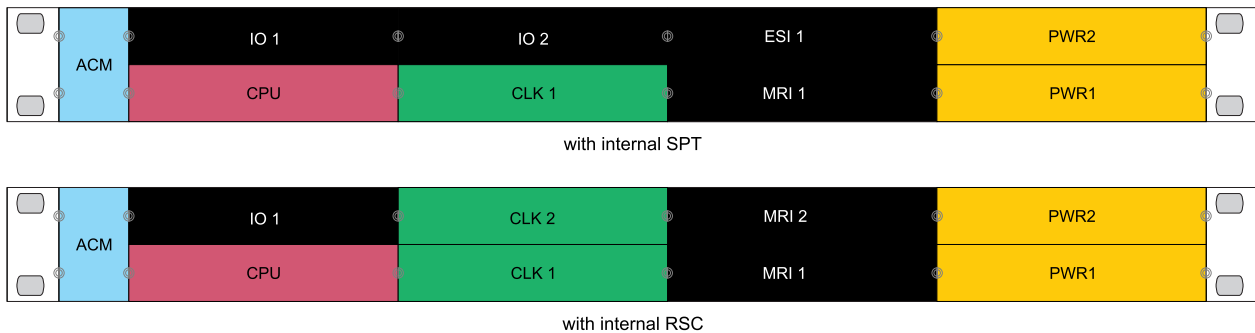 ACM
IO 1
IO 2
ESI 1
PWR2
CPU
CLK 1
MRI 1
PWR1
with internal SPT
ACM
IO 1
CLK 2
MRI 2
PWR2
CPU
CLK 1
MRI 1
PWR1
with internal RSC